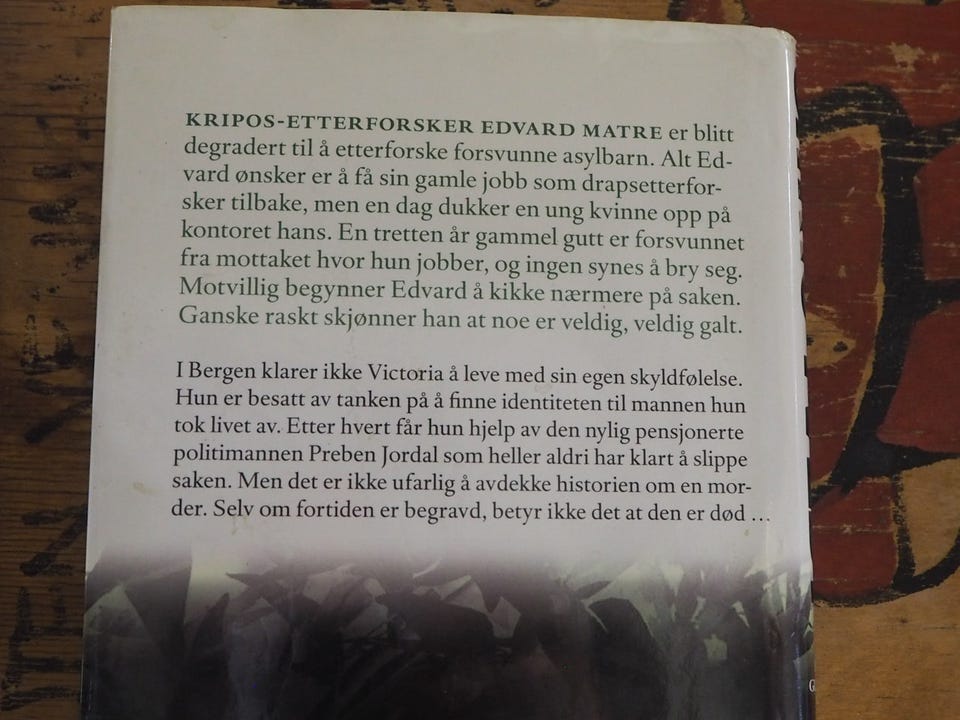 KRIPOS-ETTERFORSKER EDVARD MATRE er blitt
degradert til å etterforske forsvunne asylbarn. Alt Ed-
vard ønsker er å få sin gamle jobb som drapsetterfor-
sker tilbake, men en dag dukker en ung kvinne opp på
kontoret hans. En tretten år gammel gutt er forsvunnet
fra mottaket hvor hun jobber, og ingen synes å bry seg.
Motvillig begynner Edvard å kikke nærmere på saken.
Ganske raskt skjønner han at noe er veldig, veldig galt.
I Bergen klarer ikke Victoria å leve med sin egen skyldfølelse.
Hun er besatt av tanken på å finne identiteten til mannen hun
tok livet av. Etter hvert får hun hjelp av den nylig pensjonerte
politimannen Preben Jordal som heller aldri har klart å slippe
saken. Men det er ikke ufarlig å avdekke historien om en mor-
der. Selv om fortiden er begravd, betyr ikke det at den er død ...